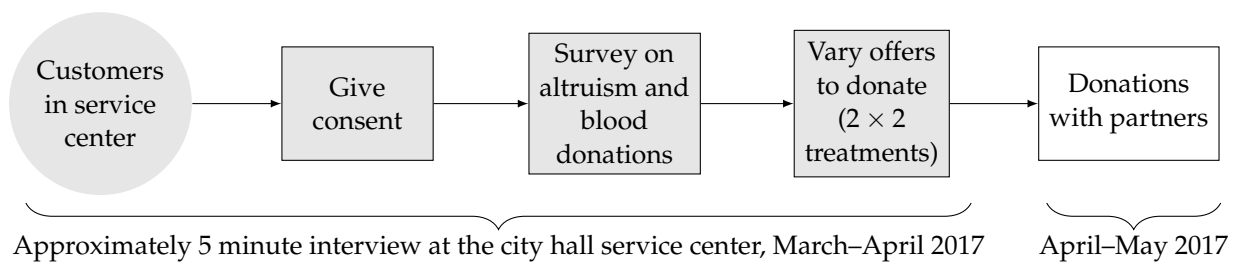 Customers
in service
center
Give
consent
Survey on
altruism and
blood
donations
Vary offers
to donate
(2 × 2
treatments)
Donations
with partners
Approximately 5 minute interview at the city hall service center, March–April 2017
April–May 2017